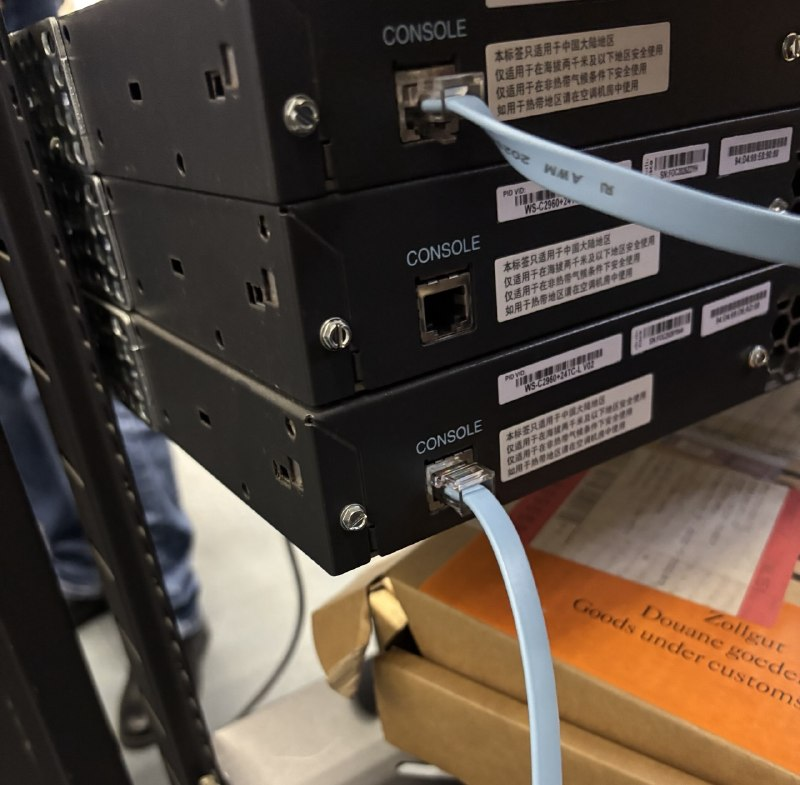 CONSOLE
本标签只适用于中国大陆地区
仅适用于在海拔两千米及以下地区安全使用
仅适用于在非热带气候条件下安全使用
如用于热带地区请在空调机房中使用
RU AWM
PID VID:
WS-C2960+24T
CONSOLE
本标签只适用于中国大陆地区
仅适用于在海拔两千米及以下地区安全使用
仅适用于在非热带气候条件下安全使用
如用于热带地区请在空调机房中使用
PID VID:
WS-C2960+24TC-L V02
CONSOLE
本标签只适用于中国大陆地区
仅适用于在海拔两千米及以下地区安全使用
仅适用于在非热带气候条件下安全使用
如用于热带地区请在空调机房中使用
Zollgut
Douane goede
Goods under customs